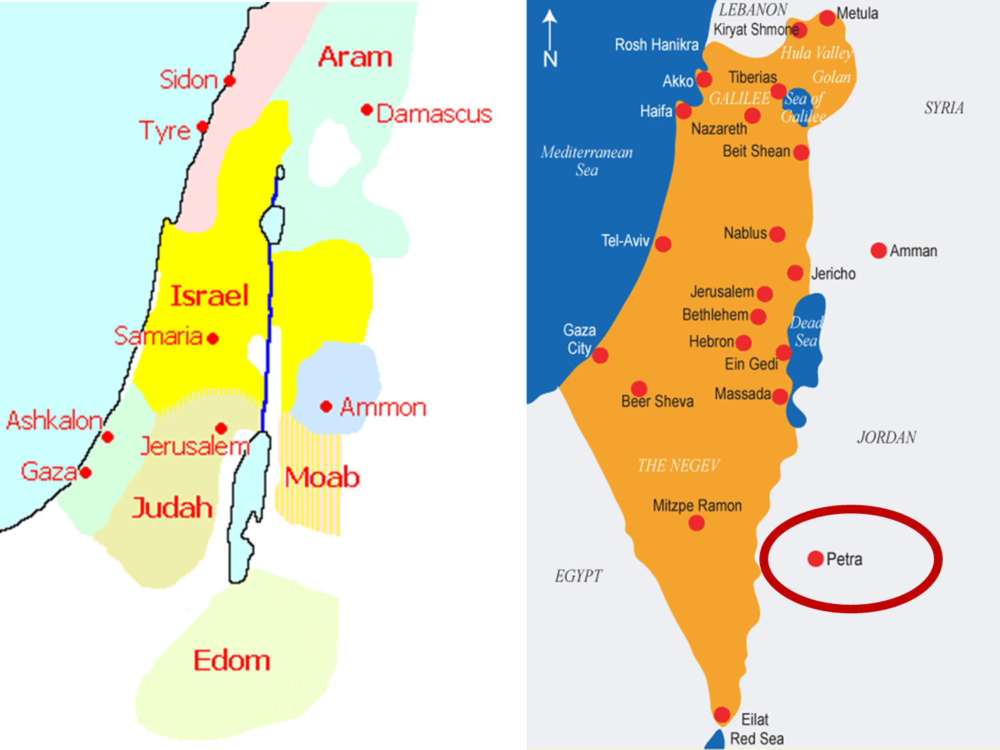 Aram
Sidon
Damascus
Tyre
Israel
Samaria
Ammon
Ashkalon
Jerusalem
Gaza
Moab
Judah
Edom
N
LEBANON
Metula
Kiryat Shmone
Rosh Hanikra
Hula Valley
Golan
Akko
Tiberias
GALILEE
Sea of
Galilee
SYRIA
Haifa
Nazareth
Beit Shean
Mediterranean
Sea
Nablus
Tel-Aviv
Amman
Jericho
Jerusalem
Bethlehem
Dead
Sea
Gaza
City
Hebron
Ein Gedi
Massada
Beer Sheva
JORDAN
THE NEGEV
Mitzpe Ramon
Petra
EGYPT
Eilat
Red Sea